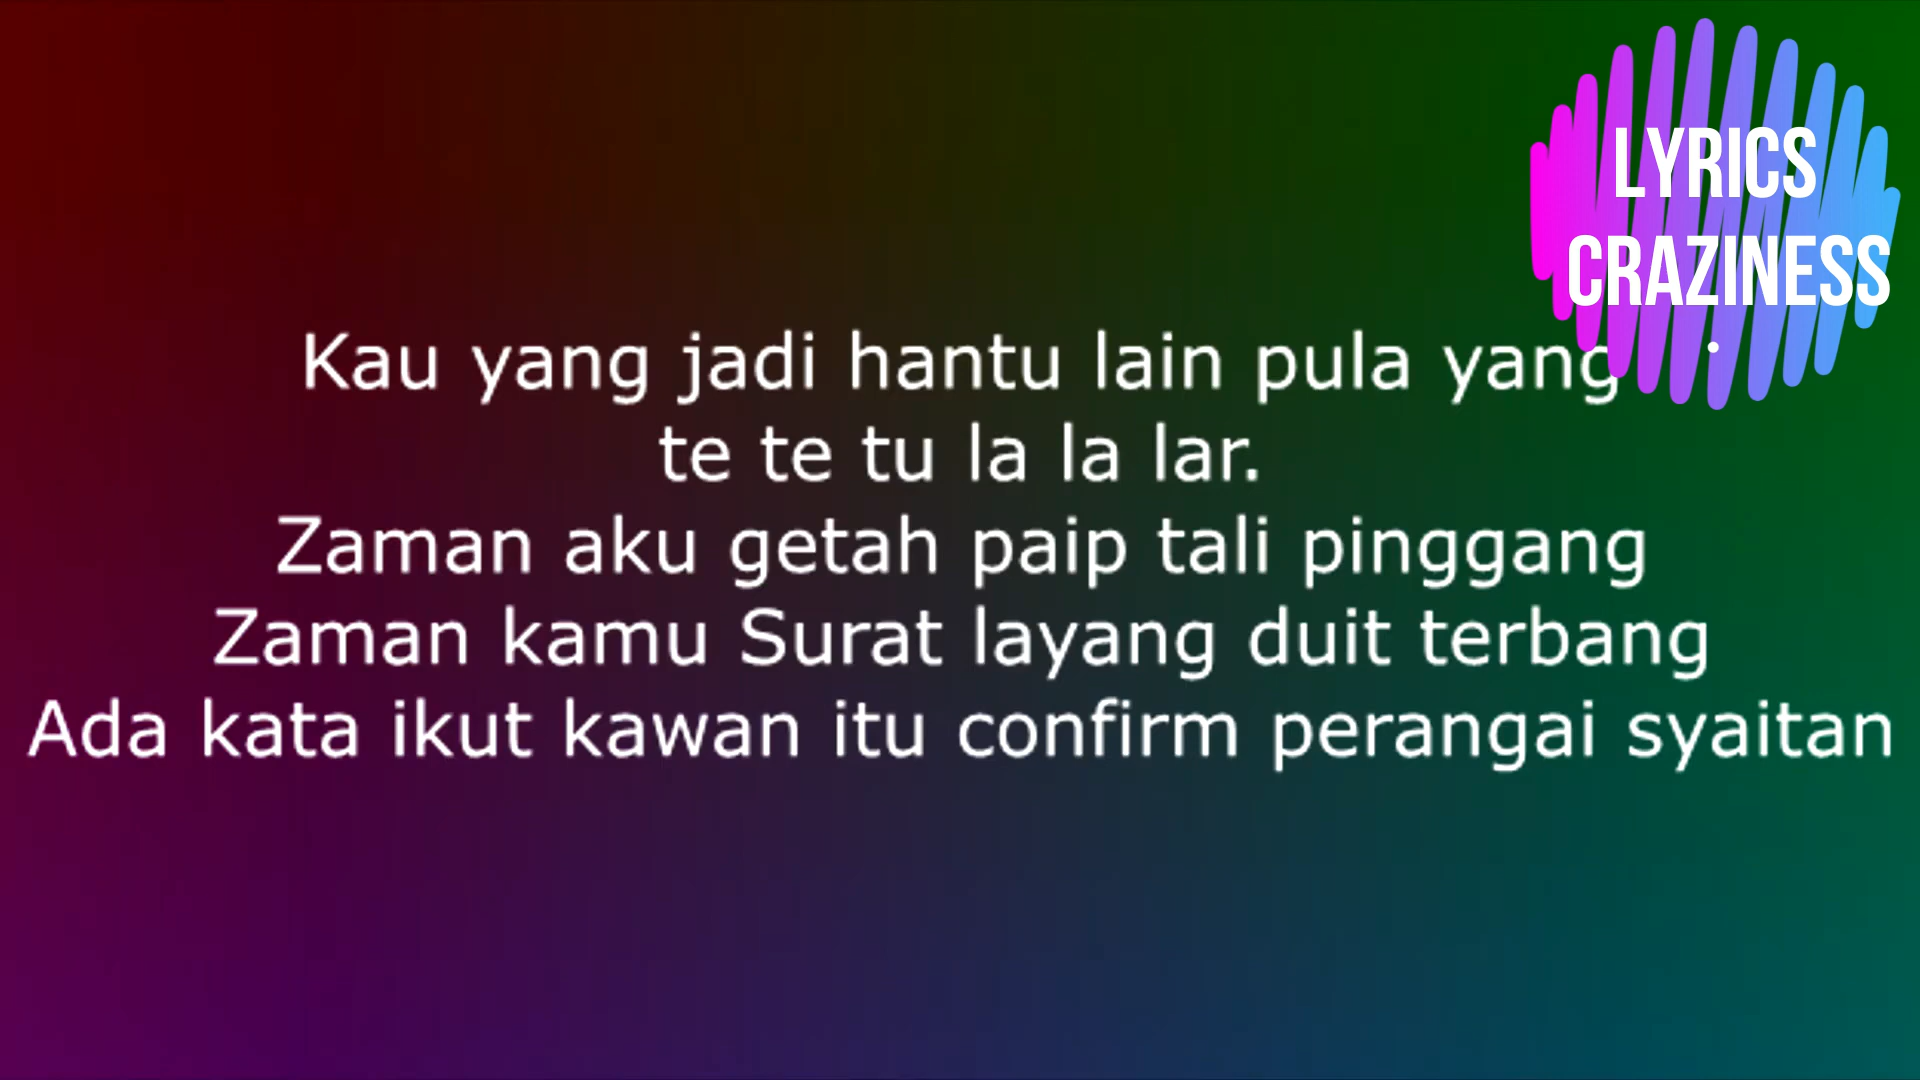 LYRICS
CRAZINESS
Kau yang jadi hantu lain pula yang
te te tu la la lar.
Zaman aku getah paip tali pinggang
Zaman kamu Surat layang duit terbang
Ada kata ikut kawan itu confirm perangai syaitan